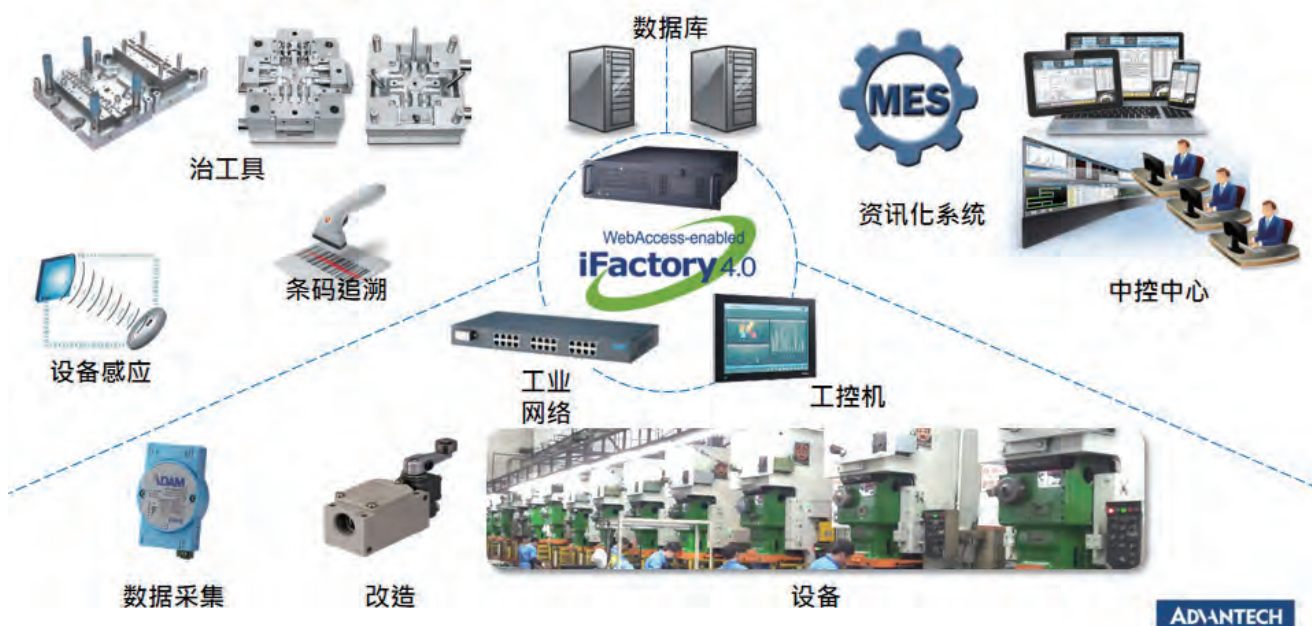 数据库
MES
治工具
资讯化系统
WebAccess-enabled
iFactory 4.0
条码追溯
中控中心
设备感应
工业
网络
工控机
ADAM
数据采集
改造
设备
ADVANTECH